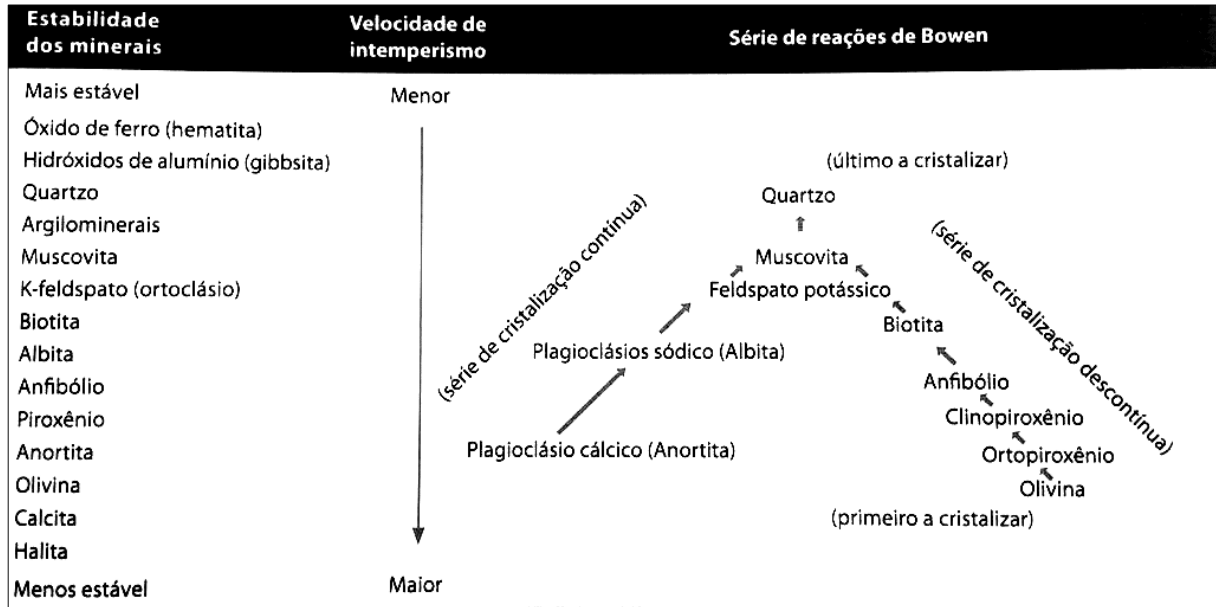 Estabilidade
dos minerais
Velocidade de
intemperismo
Série de reações de Bowen
Mais estável
Óxido de ferro (hematita)
Hidróxidos de alumínio (gibbsita)
Quartzo
Argilominerais
Muscovita
K-feldspato (ortoclásio)
Biotita
Albita
Anfibólio
Piroxênio
Anortita
Olivina
Calcita
Halita
Menos estável
Menor
Maior
(série de cristalização contínua)
(último a cristalizar)
Quartzo
Muscovita
Feldspato potássico
Biotita
Plagioclásios sódico (Albita)
Anfibólio
Clinopiroxênio
Plagioclásio cálcico (Anortita)
Ortopiroxênio
Olivina
(primeiro a cristalizar)
(série de cristalização descontínua)